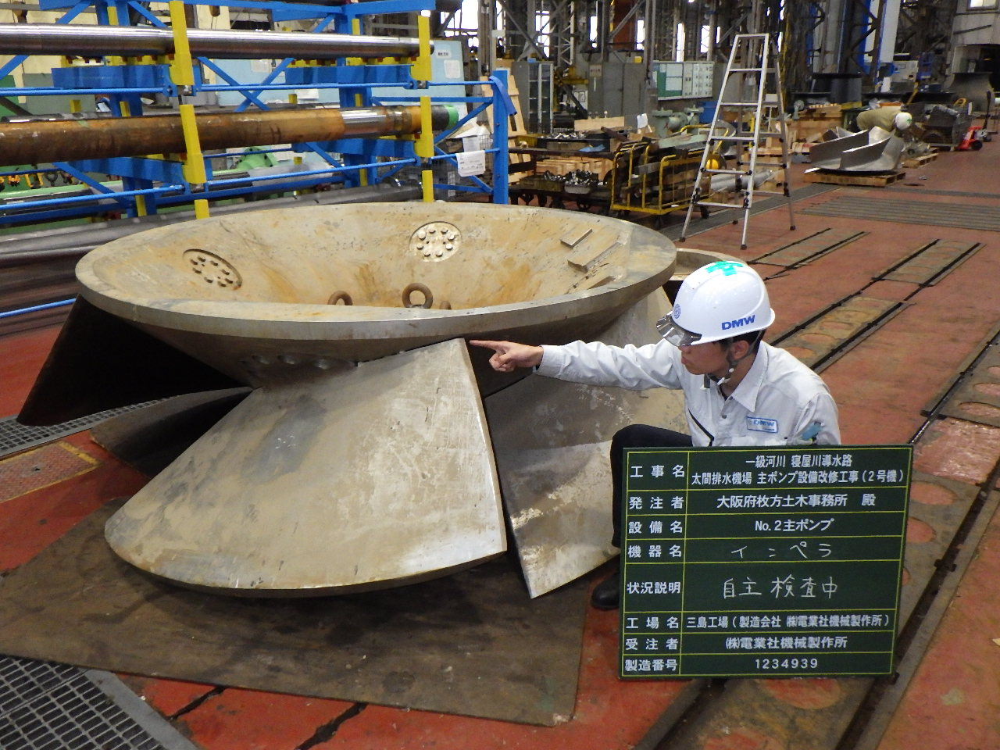 DMW
DMW
工事名 一級河川 寝屋川導水路
太間排水機場 主ポンプ設備改修工事(2号機)
発注者 大阪府枚方土木事務所 殿
設備名 No.2主ポンプ
機器名 インペラ
状況説明 自主検査中
工場名 三島工場(製造会社 ㈱電業社機械製作所)
受注者 ㈱電業社機械製作所
製造番号 1234939